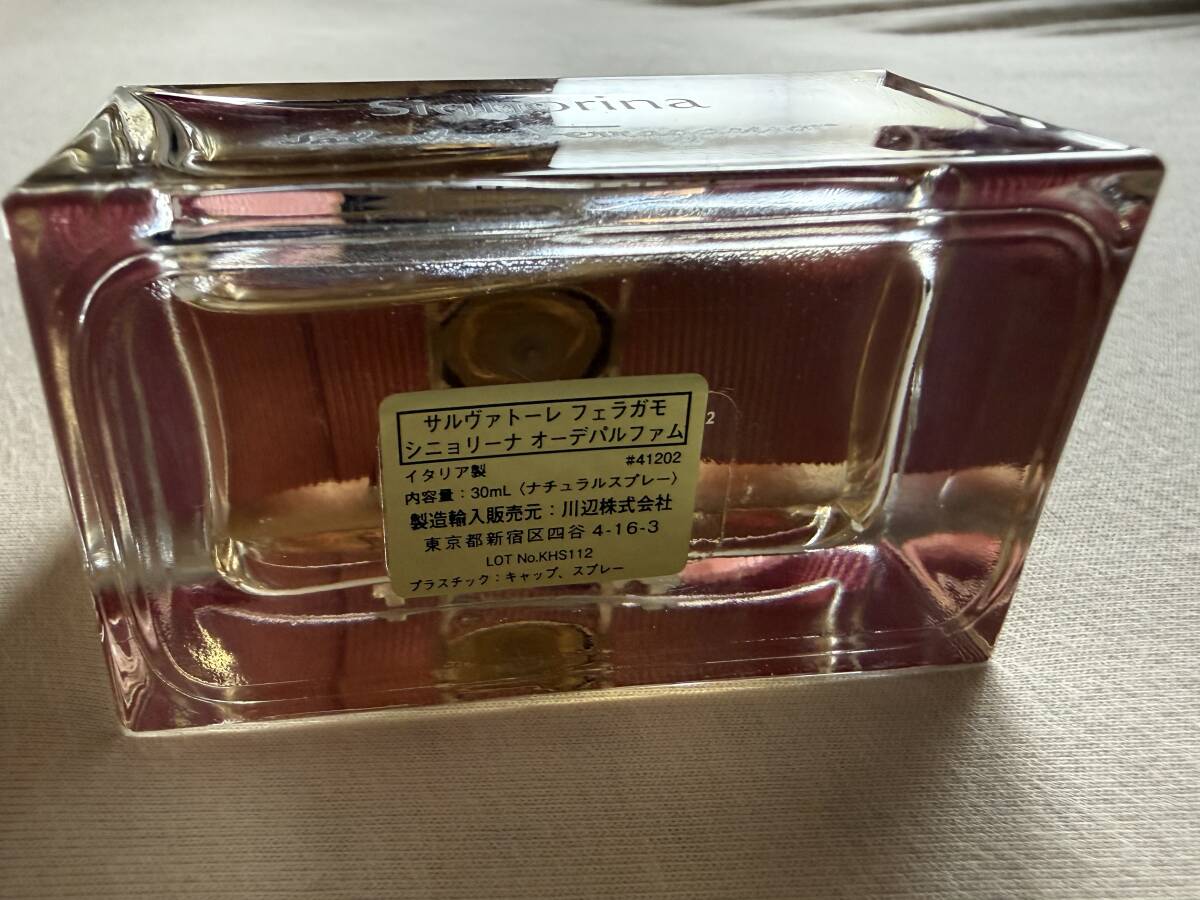 Signorina
サルヴァトーレ フェラガモ
シニョリーナ オーデパルファム
イタリア製 #41202
内容量：30mL〈ナチュラルスプレー〉
製造輸入販売元：川辺株式会社
東京都新宿区四谷 4-16-3
LOT No.KHS112
プラスチック：キャップ、スプレー
2